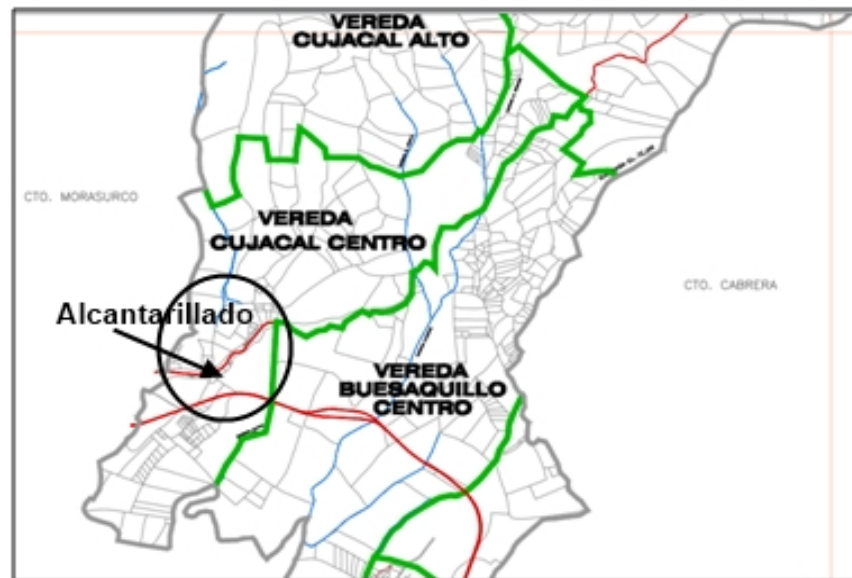 VEREDA
CUJACAL ALTO
CTO. MORASURCO
VEREDA
CUJACAL CENTRO
CTO. CABRERA
Alcantarillado
VEREDA
BUESAQUILLO
CENTRO